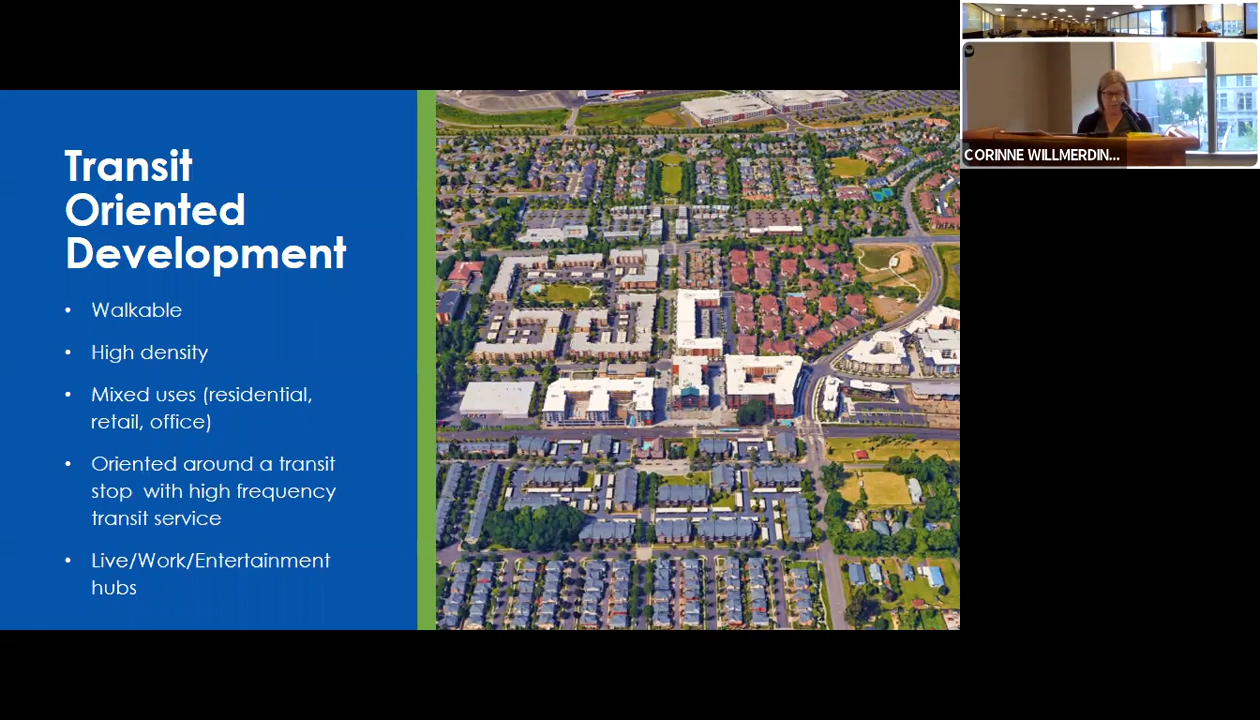 Transit
Oriented
Development
• Walkable
• High density
• Mixed uses (residential,
retail, office)
• Oriented around a transit
stop with high frequency
transit service
• Live/Work/Entertainment
hubs
CORINNE WILLMERDIN...